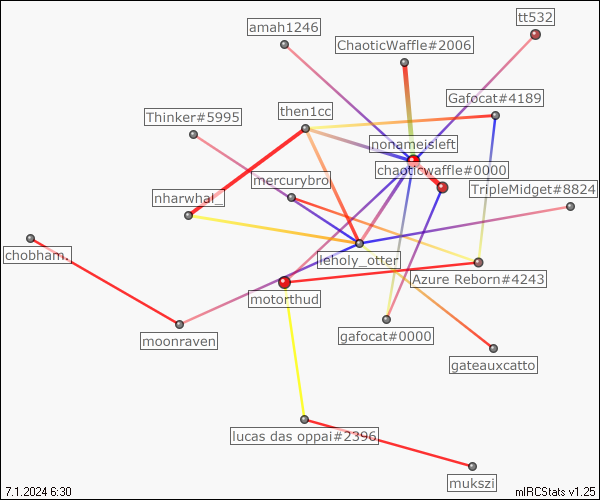 tt532
amah1246
ChaoticWaffle#2006
Gafocat#4189
Thinker#5995
then1cc
nonameisleft
chaoticwaffle#0000
mercurybro
TripleMidget#8824
nharwhal_
chobham.
leholy_otter
Azure Reborn#4243
motorthud
gafocat#0000
moonraven
gateauxcatto
lucas das oppai#2396
mukszi
7.1.2024 6:30
mIRCStats v1.25